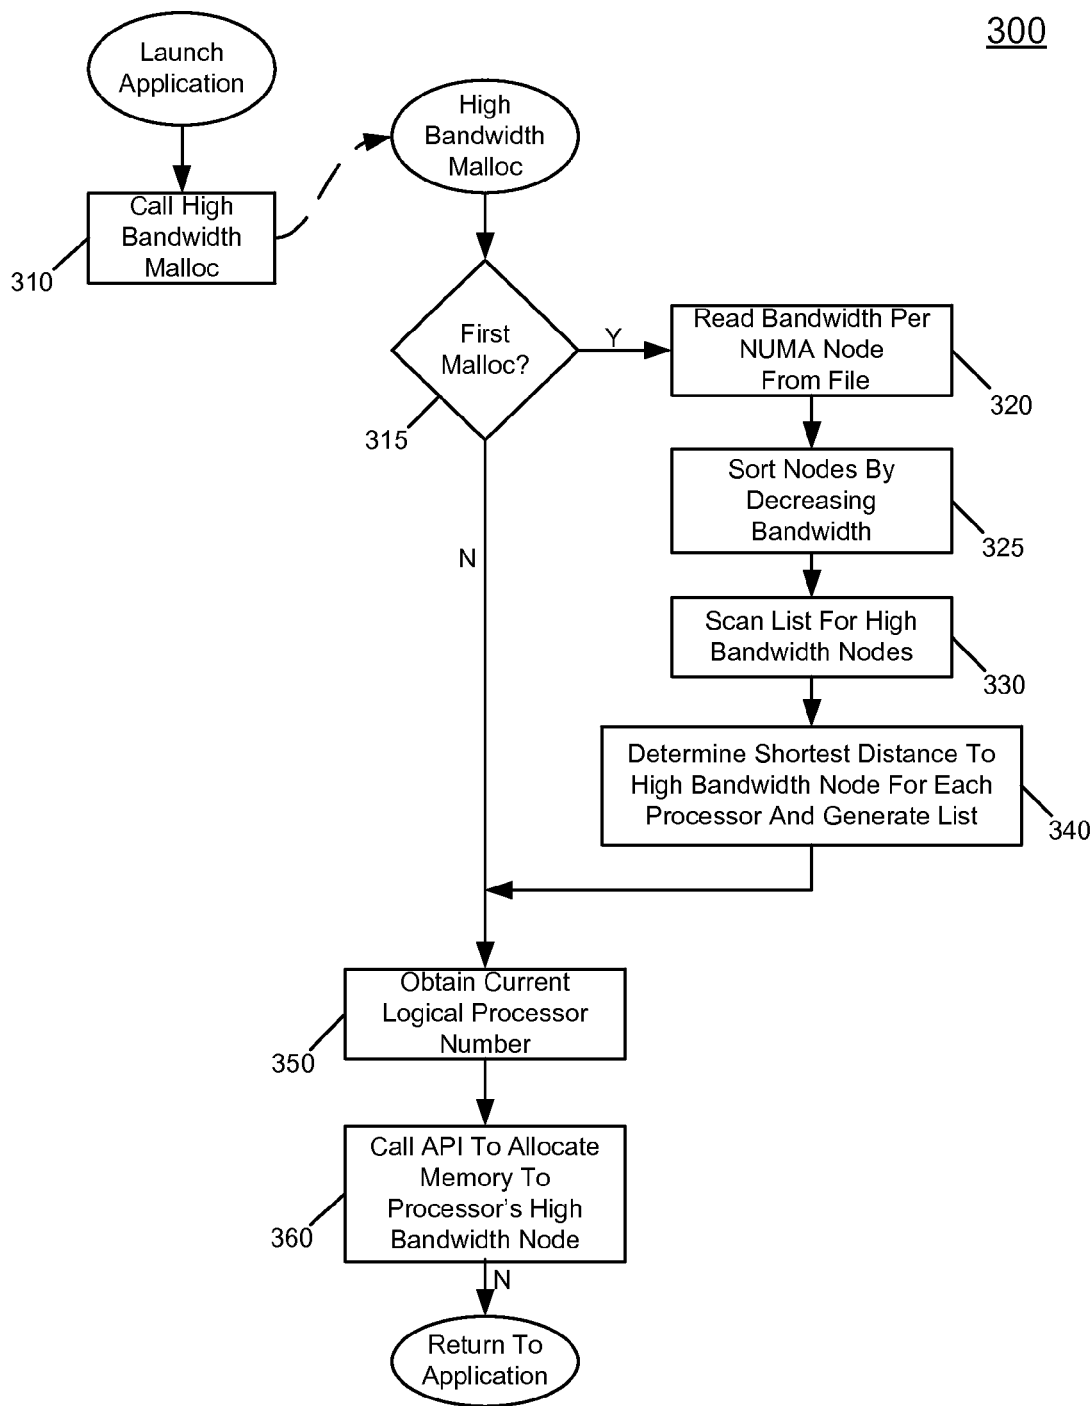 300
Launch
Application
High
Bandwidth
Malloc
Call High
Bandwidth
Malloc
310
First
Malloc?
Y
315
Read Bandwidth Per
NUMA Node
From File
320
Sort Nodes By
Decreasing
Bandwidth
325
N
Scan List For High
Bandwidth Nodes
330
Determine Shortest Distance To
High Bandwidth Node For Each
Processor And Generate List
340
Obtain Current
Logical Processor
Number
350
Call API To Allocate
Memory To
Processor's High
Bandwidth Node
360
N
Return To
Application